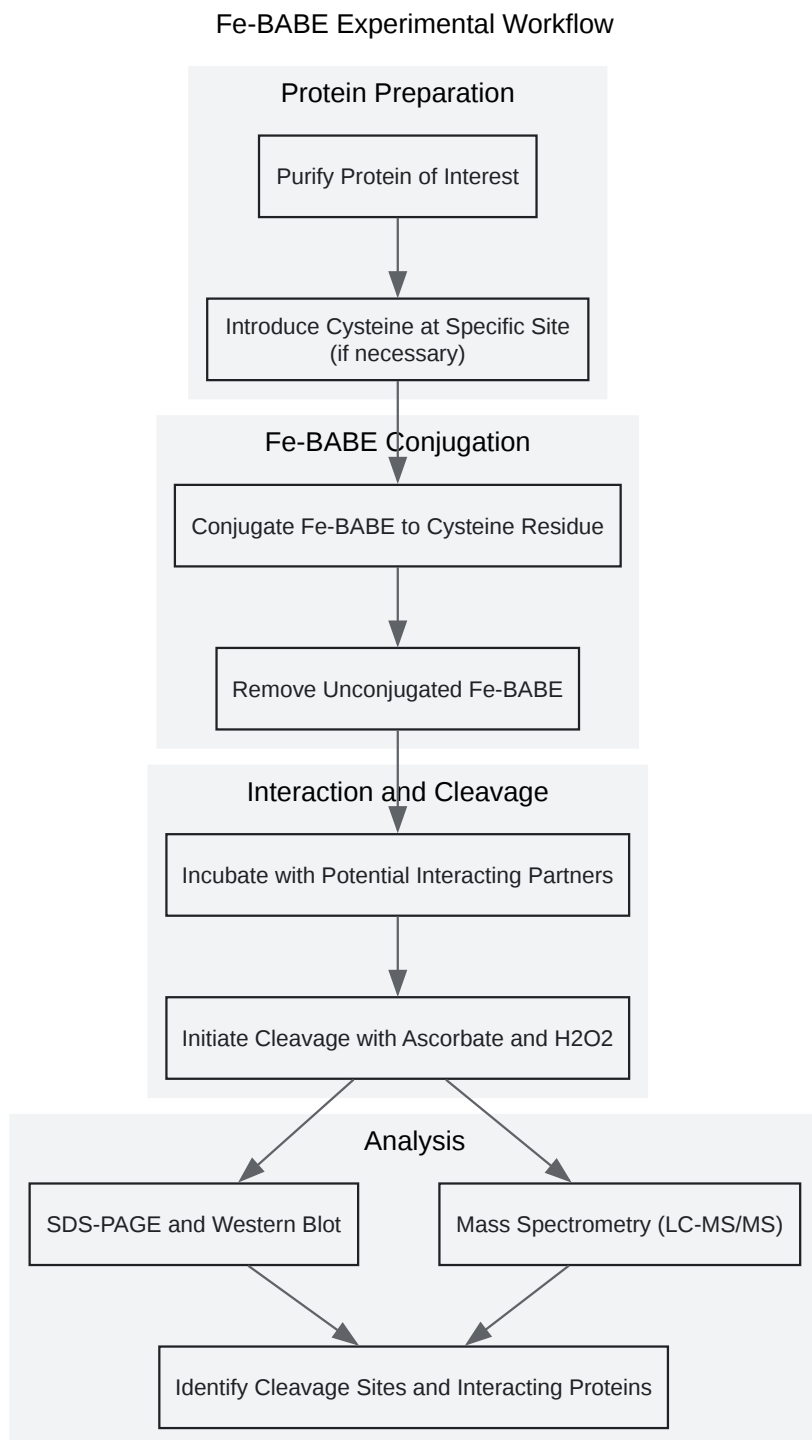 Fe-BABE Experimental Workflow
Protein Preparation
Purify Protein of Interest
Introduce Cysteine at Specific Site
(if necessary)
Fe-BABE Conjugation
Conjugate Fe-BABE to Cysteine Residue
Remove Unconjugated Fe-BABE
Interaction and Cleavage
Incubate with Potential Interacting Partners
Initiate Cleavage with Ascorbate and H2O2
Analysis
SDS-PAGE and Western Blot
Mass Spectrometry (LC-MS/MS)
Identify Cleavage Sites and Interacting Proteins